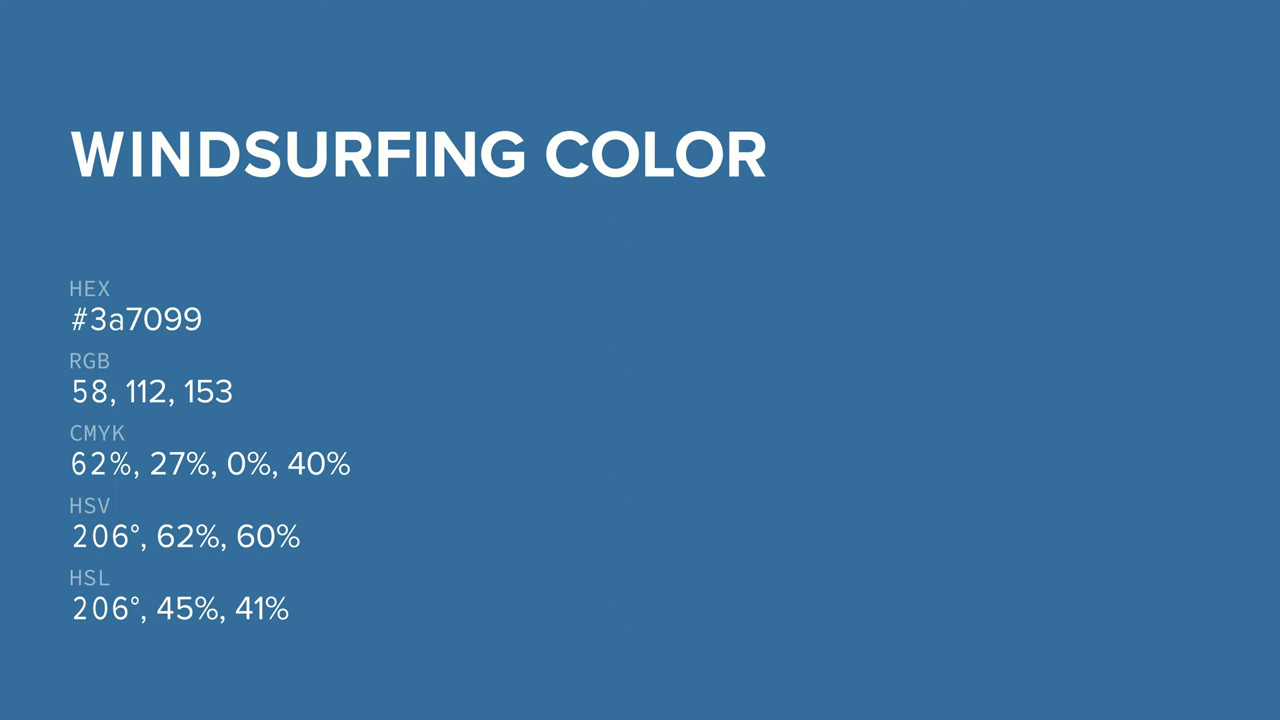 WINDSURFING COLOR
HEX
#3a7099
RGB
58, 112, 153
CMYK
62%, 27%, 0%, 40%
HSV
206°, 62%, 60%
HSL
206°, 45%, 41%